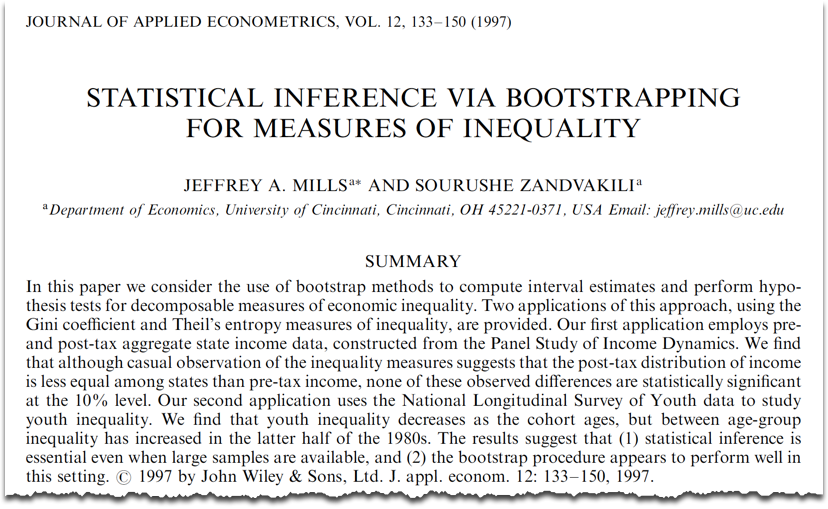 JOURNAL OF APPLIED ECONOMETRICS, VOL. 12, 133–150 (1997)
STATISTICAL INFERENCE VIA BOOTSTRAPPING
FOR MEASURES OF INEQUALITY
JEFFREY A. MILLSa* AND SOURUSHE ZANDVAKILIa
aDepartment of Economics, University of Cincinnati, Cincinnati, OH 45221-0371, USA Email: jeffrey.mills@uc.edu
SUMMARY
In this paper we consider the use of bootstrap methods to compute interval estimates and perform hypo-
thesis tests for decomposable measures of economic inequality. Two applications of this approach, using the
Gini coefficient and Theil's entropy measures of inequality, are provided. Our first application employs pre-
and post-tax aggregate state income data, constructed from the Panel Study of Income Dynamics. We find
that although casual observation of the inequality measures suggests that the post-tax distribution of income
is less equal among states than pre-tax income, none of these observed differences are statistically significant
at the 10% level. Our second application uses the National Longitudinal Survey of Youth data to study
youth inequality. We find that youth inequality decreases as the cohort ages, but between age-group
inequality has increased in the latter half of the 1980s. The results suggest that (1) statistical inference is
essential even when large samples are available, and (2) the bootstrap procedure appears to perform well in
this setting. © 1997 by John Wiley & Sons, Ltd. J. appl. econom. 12: 133–150, 1997.